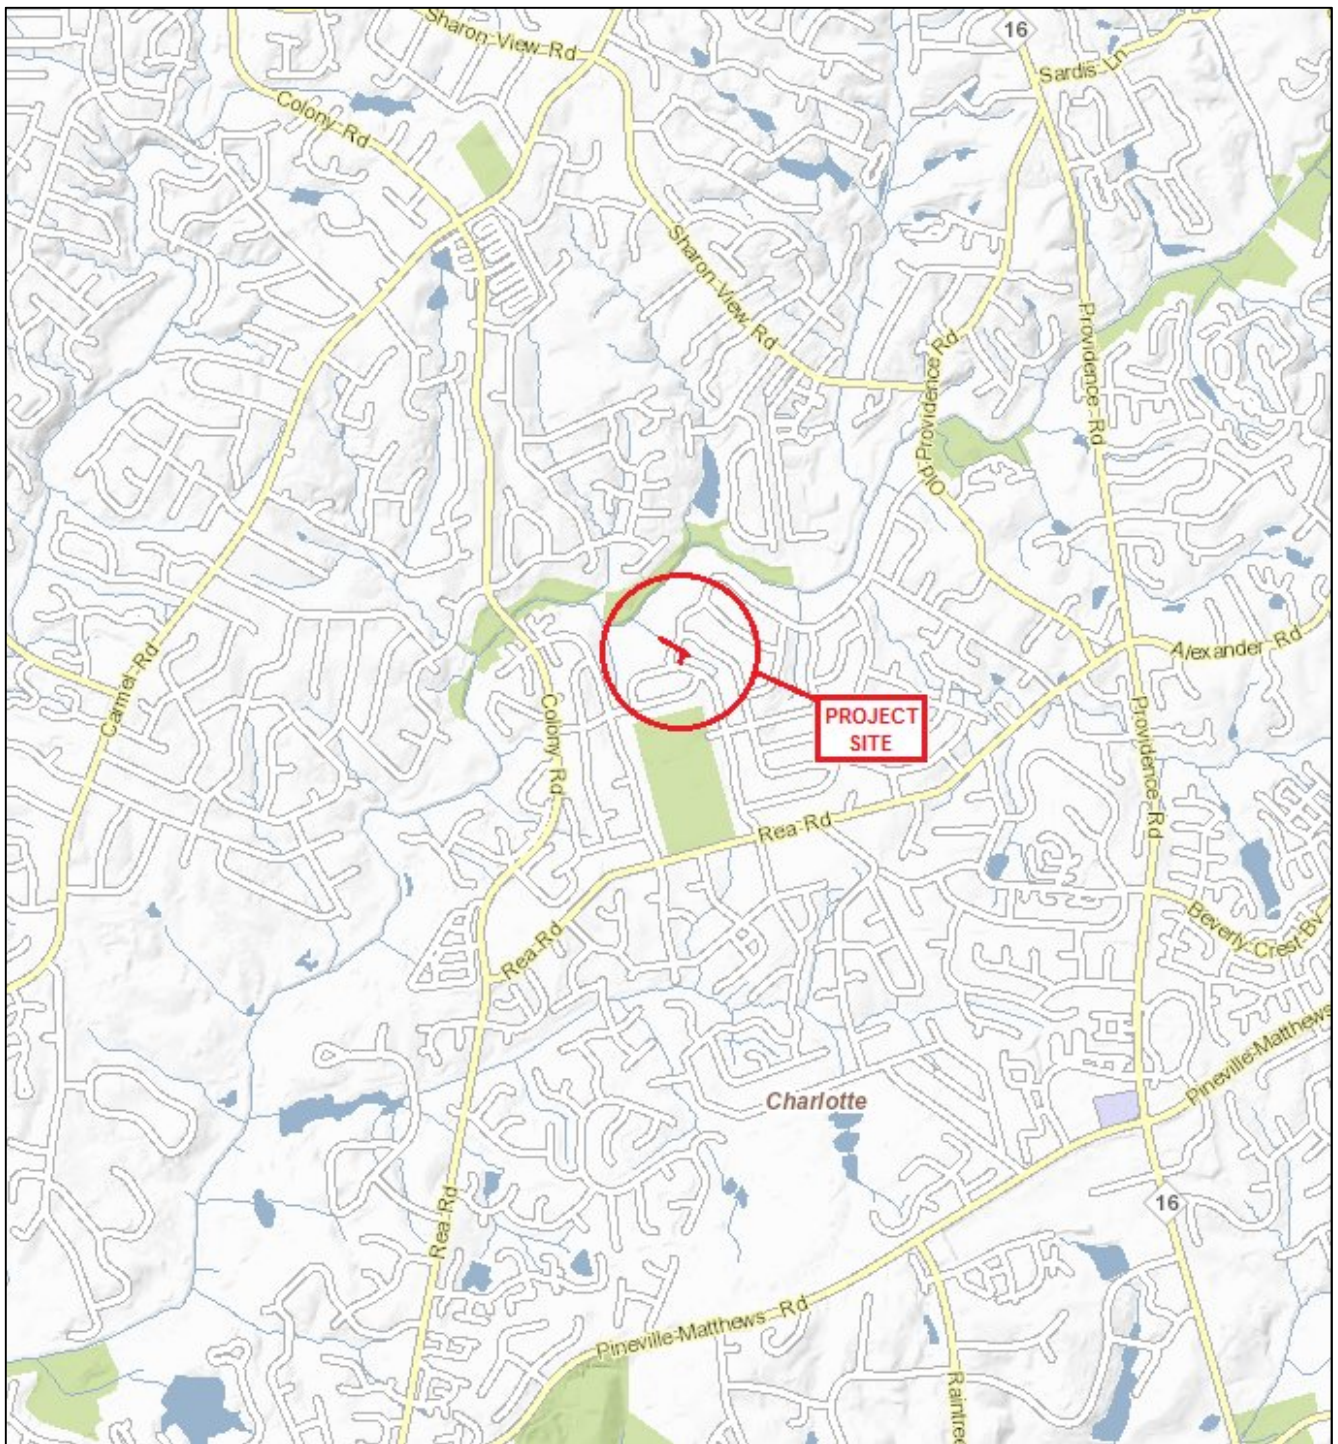 Sharon-View-Rd
16
Sardis-Ln
Colony-Rd
Sharon-View Rd
Providence-Rd
Old-Providence Rd
Alexander-Rd
Carmel-Rd
Colony Rd
PROJECT
SITE
Providence-Rd
Rea-Rd
Beverly-Crest-Bv
Rea-Rd
Pineville-Matthews
Charlotte
16
Rea-Rd
Pineville-Matthews-Rd
Raintree